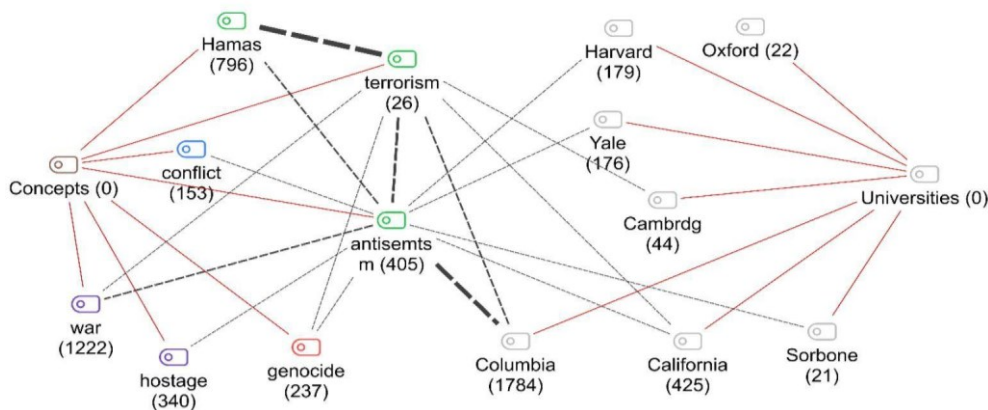 Hamas
(796)
terrorism
(26)
Harvard
(179)
Oxford (22)
conflict
(153)
Yale
(176)
Concepts (0)
Universities (0)
Cambrdg
(44)
antisemts
m (405)
war
(1222)
hostage
(340)
genocide
(237)
Columbia
(1784)
California
(425)
Sorbone
(21)